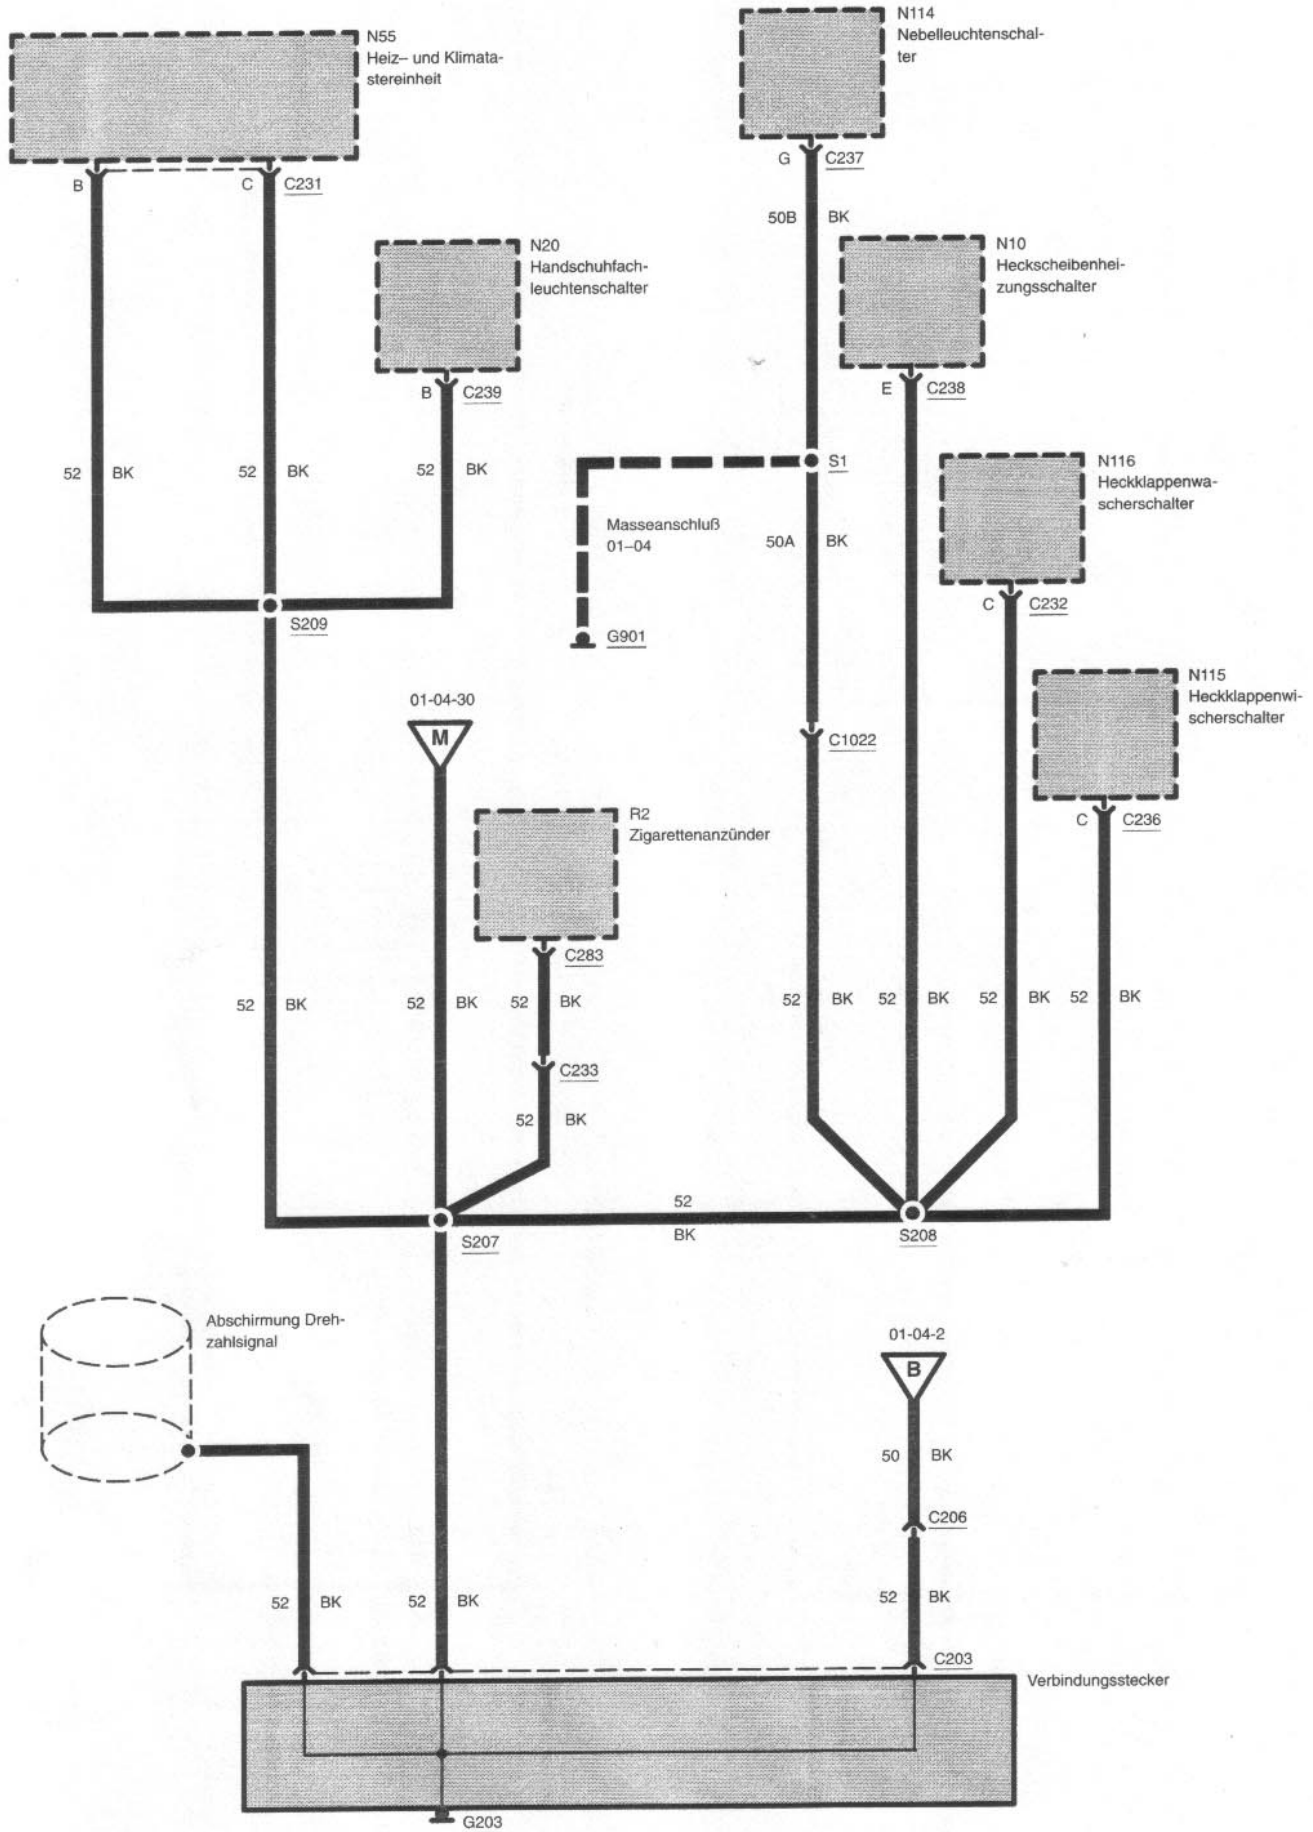 N55
Heiz– und Klimata-
stereinheit
N114
Nebelleuchtenschal-
ter
B
C
C231
G
C237
50B
BK
N20
Handschuhfach-
leuchtenschalter
N10
Heckscheibenhei-
zungsschalter
B
C239
E
C238
52
BK
52
BK
52
BK
S1
N116
Heckklappenwa-
scherschalter
Masseanschluß
01–04
50A
BK
C
C232
S209
G901
N115
Heckklappenwi-
scherschalter
01-04-30
M
C1022
R2
Zigarettenanzünder
C
C236
C283
52
BK
52
BK
52
BK
52
BK
52
BK
52
BK
52
BK
C233
52
BK
52
BK
S207
S208
Abschirmung Dreh-
zahlsignal
01-04-2
B
50
BK
C206
52
BK
52
BK
52
BK
C203
Verbindungsstecker
G203